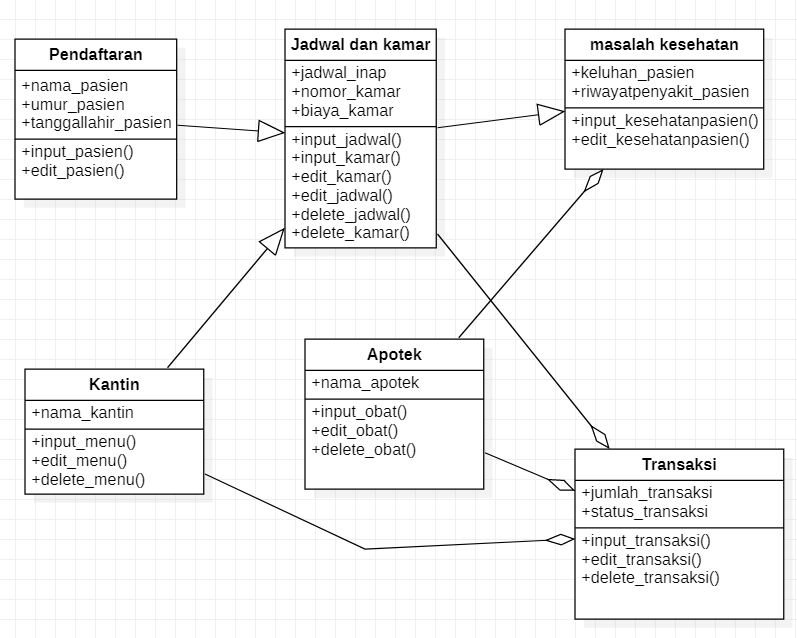 Pendaftaran
+nama_pasien
+umur_pasien
+tanggallahir_pasien
+input_pasien()
+edit_pasien()
Jadwal dan kamar
+jadwal_inap
+nomor_kamar
+biaya_kamar
+input_jadwal()
+input_kamar()
+edit_kamar()
+edit_jadwal()
+delete_jadwal()
+delete_kamar()
masalah kesehatan
+keluhan_pasien
+riwayatpenyakit_pasien
+input_kesehatanpasien()
+edit_kesehatanpasien()
Kantin
+nama_kantin
+input_menu()
+edit_menu()
+delete_menu()
Apotek
+nama_apotek
+input_obat()
+edit_obat()
+delete_obat()
Transaksi
+jumlah_transaksi
+status_transaksi
+input_transaksi()
+edit_transaksi()
+delete_transaksi()